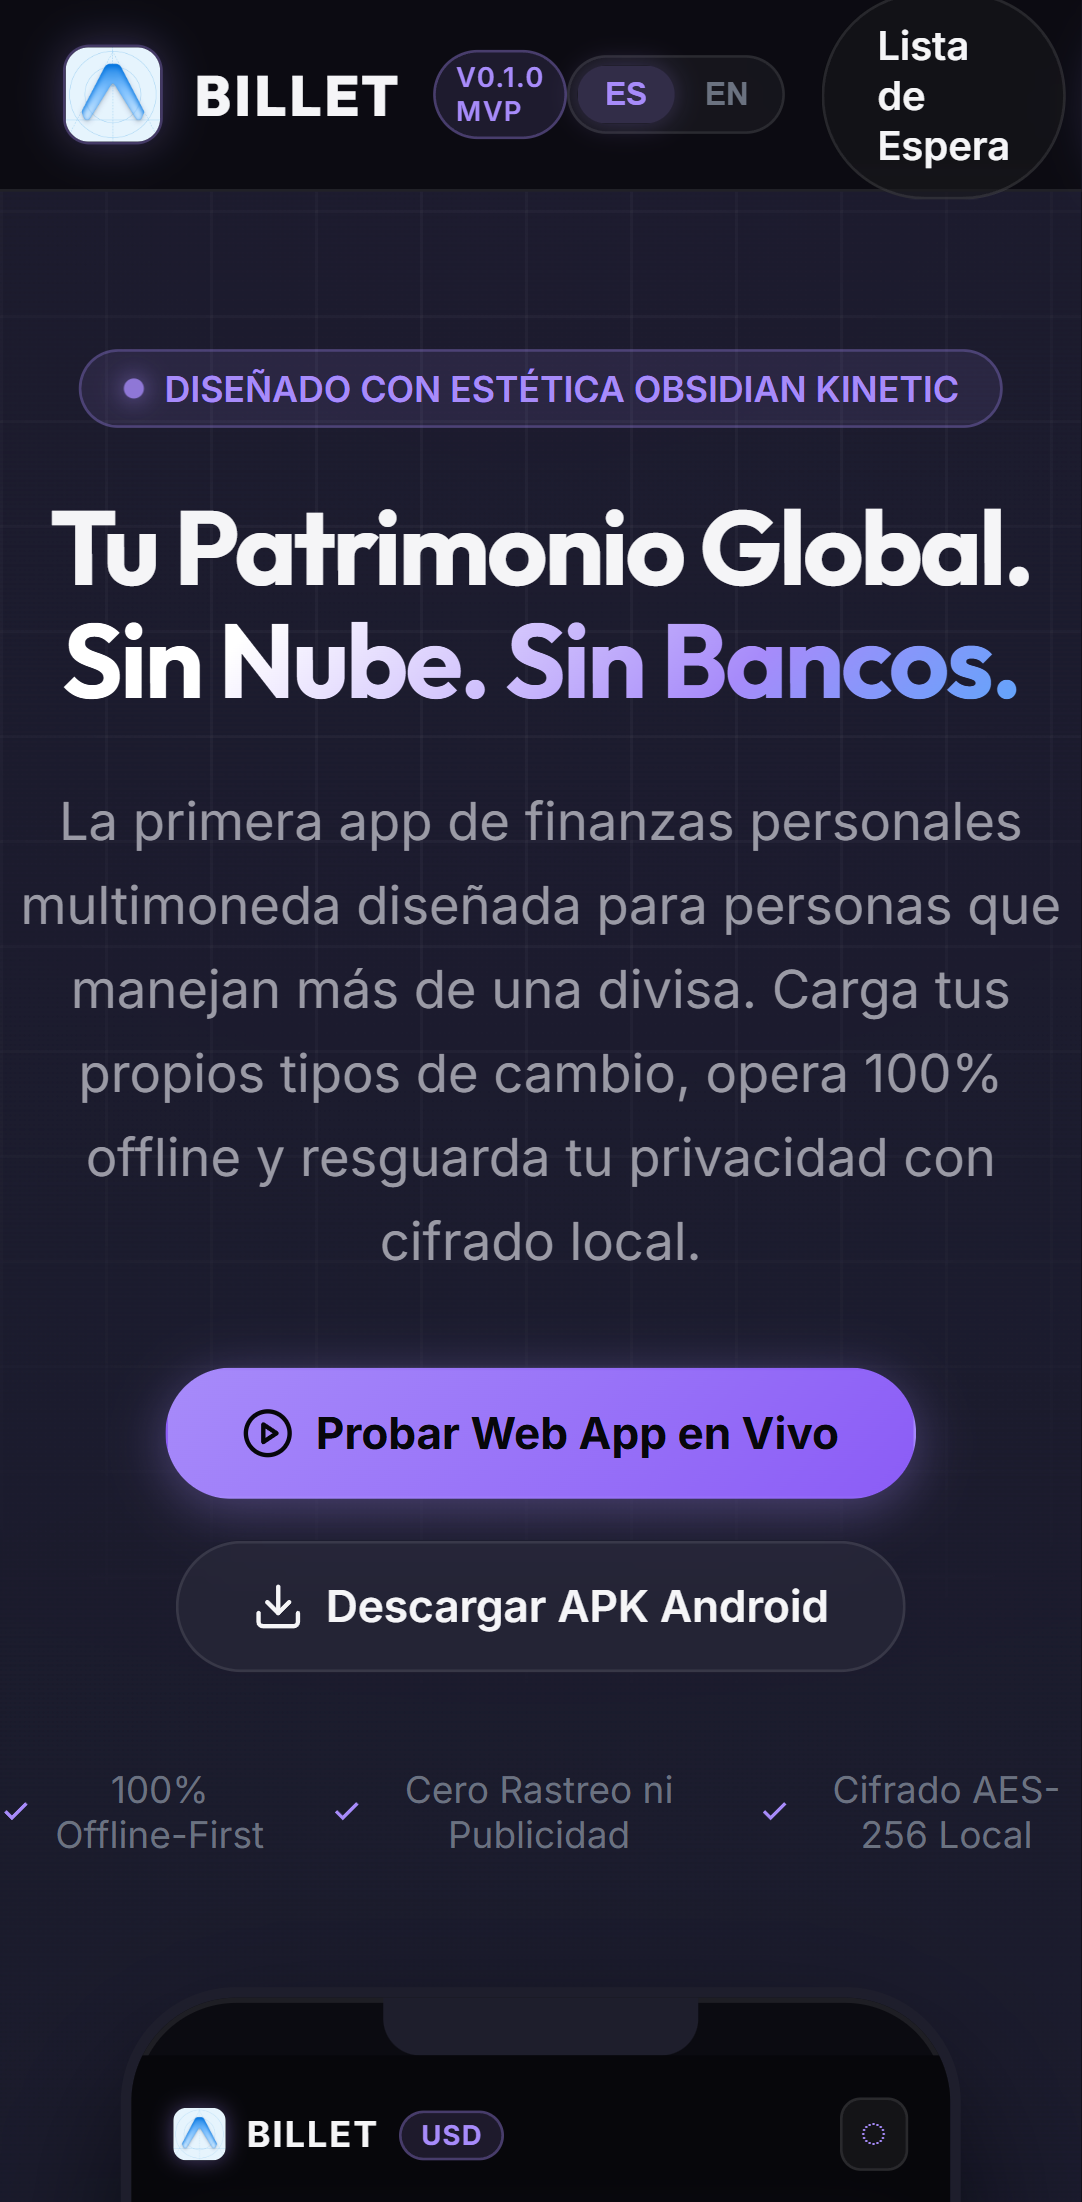 BILLET
V0.1.0
MVP
ES
EN
Lista
de
Espera
DISEÑADO CON ESTÉTICA OBSIDIAN KINETIC
Tu Patrimonio Global.
Sin Nube. Sin Bancos.
La primera app de finanzas personales
multimoneda diseñada para personas que
manejan más de una divisa. Carga tus
propios tipos de cambio, opera 100%
offline y resguarda tu privacidad con
cifrado local.
Probar Web App en Vivo
Descargar APK Android
100%
Offline-First
Cero Rastreo ni
Publicidad
Cifrado AES-
256 Local
BILLET
USD